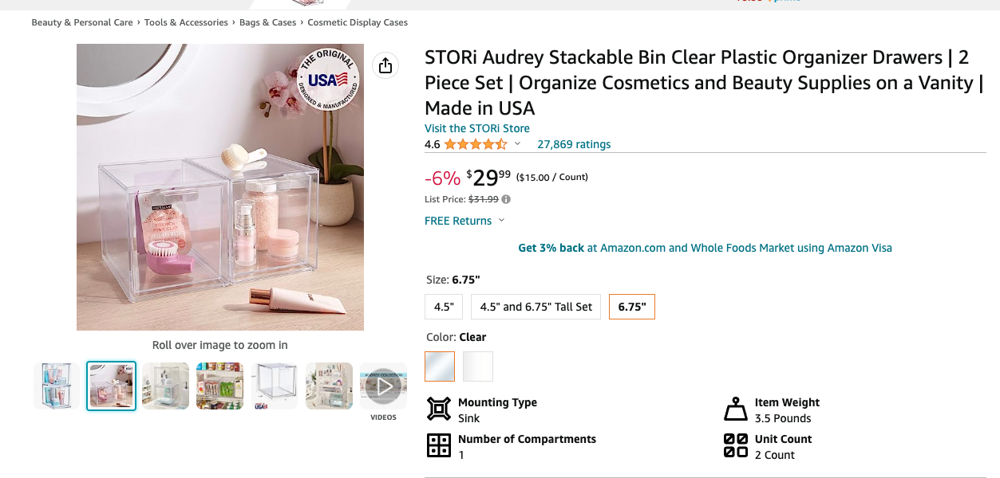 prime
Beauty & Personal Care › Tools & Accessories › Bags & Cases › Cosmetic Display Cases
THE ORIGINAL
USA
DESIGNED & MANUFACTURED
FRENCH
PINK CLAY
Roll over image to zoom in
VIDEOS
STORi Audrey Stackable Bin Clear Plastic Organizer Drawers | 2
Piece Set | Organize Cosmetics and Beauty Supplies on a Vanity |
Made in USA
Visit the STORi Store
4.6 27,869 ratings
-6% $2999 ($15.00 / Count)
List Price: $31.99
FREE Returns
Get 3% back at Amazon.com and Whole Foods Market using Amazon Visa
Size: 6.75"
4.5" 4.5" and 6.75" Tall Set 6.75"
Color: Clear
Mounting Type
Sink
Item Weight
3.5 Pounds
Number of Compartments
1
Unit Count
2 Count